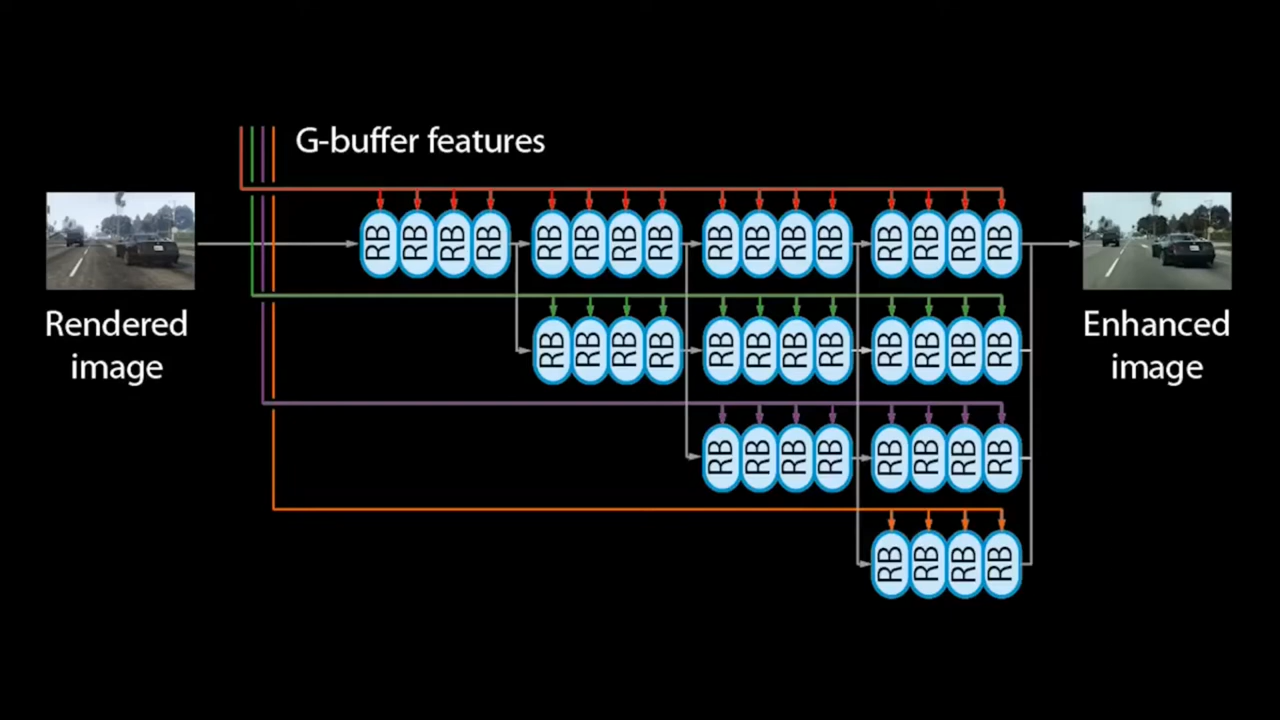 G-buffer features
RB RB RB RB RB RB RB RB RB RB RB RB RB RB RB RB
Rendered
image
Enhanced
image
RB RB RB RB RB RB RB RB RB RB RB RB
RB RB RB RB RB RB RB RB
RB RB RB RB